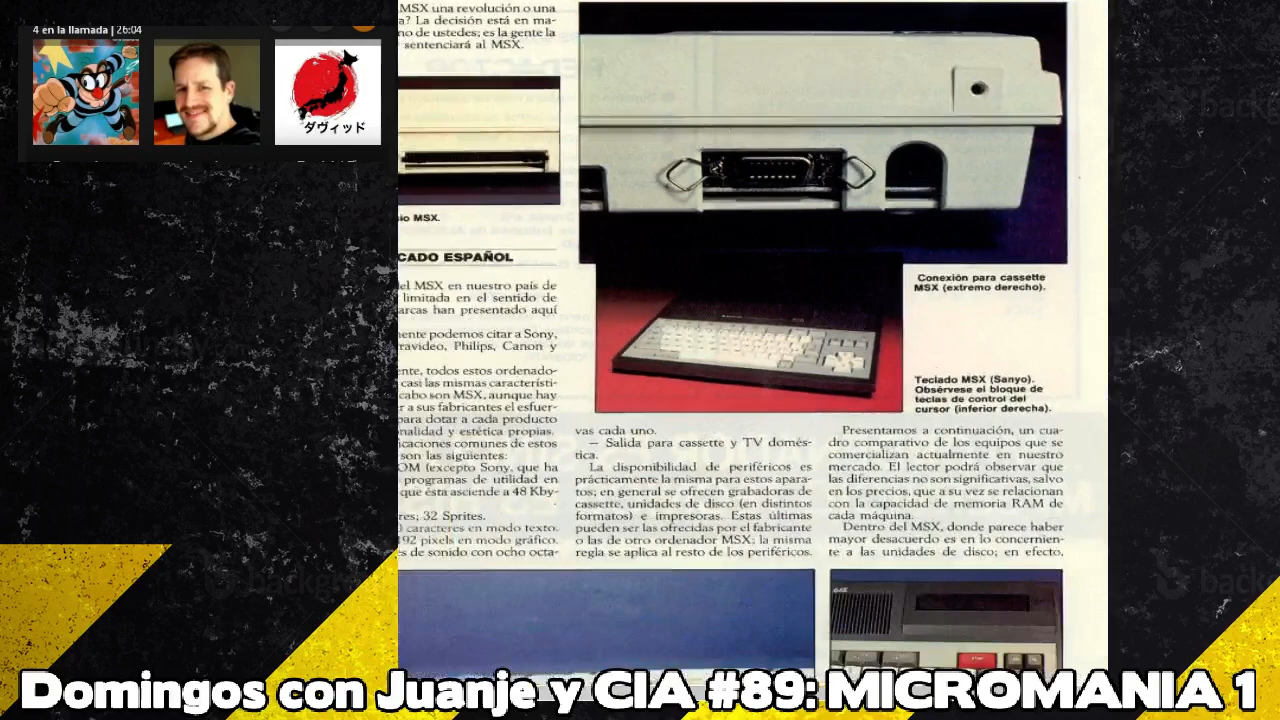 4 en la llamada | 26:04
ダヴィッド
MSX una revolución o una
a? La decisión está en ma-
no de ustedes; es la gente la
sentenciará al MSX.
sio MSX.
CADO ESPAÑOL
del MSX en nuestro país de
limitada en el sentido de
arcas han presentado aquí
mente podemos citar a Sony,
travideo, Philips, Canon y
ente, todos estos ordenado-
casi las mismas característi-
cabo son MSX, aunque hay
r a sus fabricantes el esfuer-
para dotar a cada producto
onalidad y estética propias.
icaciones comunes de estos
son las siguientes:
OM (excepto Sony, que ha
programas de utilidad en
que ésta asciende a 48 Kby-
res; 32 Sprites.
0 caracteres en modo texto.
192 pixels en modo gráfico.
es de sonido con ocho octa-
Conexión para cassette
MSX (extremo derecho).
Teclado MSX (Sanyo).
Obsérvese el bloque de
teclas de control del
cursor (inferior derecha).
vas cada uno.
— Salida para cassette y TV domés-
tica.
La disponibilidad de periféricos es
prácticamente la misma para estos apara-
tos; en general se ofrecen grabadoras de
cassette, unidades de disco (en distintos
formatos) e impresoras. Estas últimas
pueden ser las ofrecidas por el fabricante
o las de otro ordenador MSX; la misma
regla se aplica al resto de los periféricos.
Presentamos a continuación, un cua-
dro comparativo de los equipos que se
comercializan actualmente en nuestro
mercado. El lector podrá observar que
las diferencias no son significativas, salvo
en los precios, que a su vez se relacionan
con la capacidad de memoria RAM de
cada máquina.
Dentro del MSX, donde parece haber
mayor desacuerdo es en lo concernien-
te a las unidades de disco; en efecto,
Domingos con Juanje y CIA #89: MICROMANIA 1